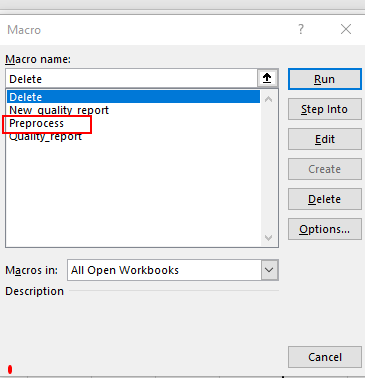 Macro
?
Macro name:
Delete
Run
Delete
New_quality_report
Preprocess
Quality_report
Step Into
Edit
Create
Delete
Options...
Macros in:
All Open Workbooks
Description
Cancel